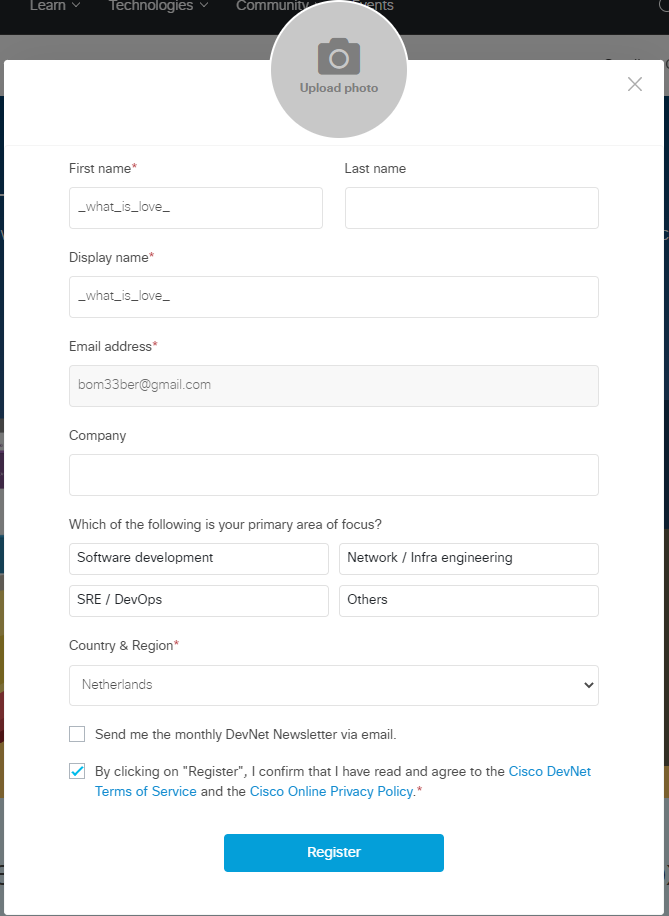 Learn Technologies Community Events
Upload photo
First name* Last name
_what_is_love_
Display name*
_what_is_love_
Email address*
bom33ber@gmail.com
Company
Which of the following is your primary area of focus?
Software development Network / Infra engineering
SRE / DevOps Others
Country & Region*
Netherlands
Send me the monthly DevNet Newsletter via email.
By clicking on "Register", I confirm that I have read and agree to the Cisco DevNet
Terms of Service and the Cisco Online Privacy Policy.*
Register